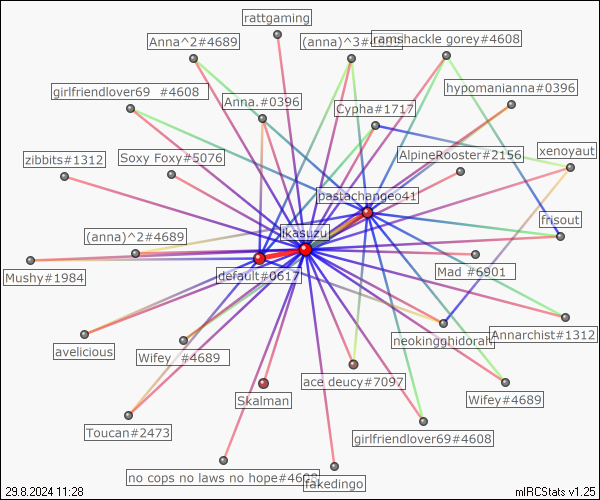 rattgaming
Anna^2#4689
(anna)^3#4689
ramshackle gorey#4608
girlfriendlover69 #4608
hypomanianna#0396
Anna.#0396
Cypha#1717
zibbits#1312
Soxy Foxy#5076
AlpineRooster#2156
xenoyaut
pastachangeo41
frisout
(anna)^2#4689
lkasuzu
Mushy#1984
default#0617
Mad #6901
avelicious
Wifey #4689
neokingghidorah
Annarchist#1312
ace deucy#7097
Skalman
Wifey#4689
Toucan#2473
girlfriendlover69#4608
no cops no laws no hope#4608
fakedingo
29.8.2024 11:28
mIRCStats v1.25